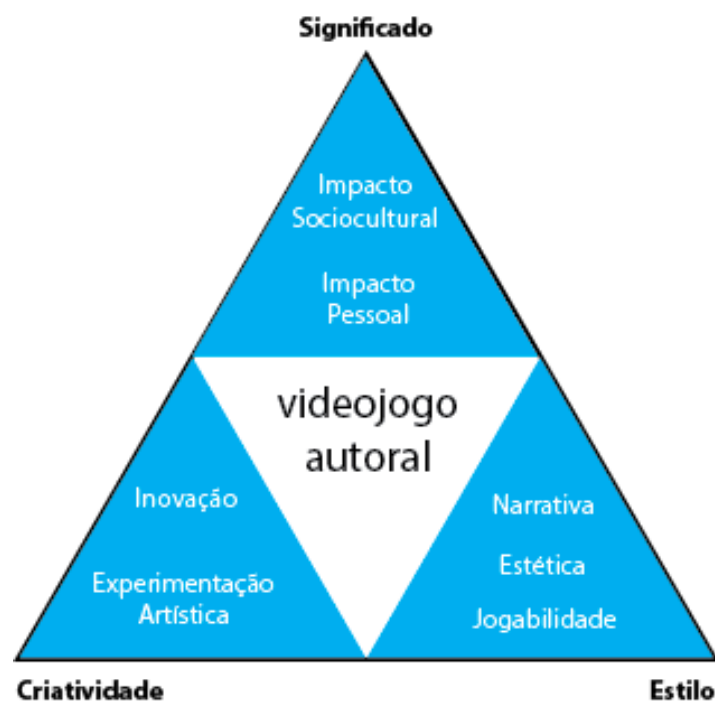 Significado
Impacto
Sociocultural
Impacto
Pessoal
videojogo
autoral
Inovação
Experimentação
Artística
Narrativa
Estética
Jogabilidade
Criatividade
Estilo